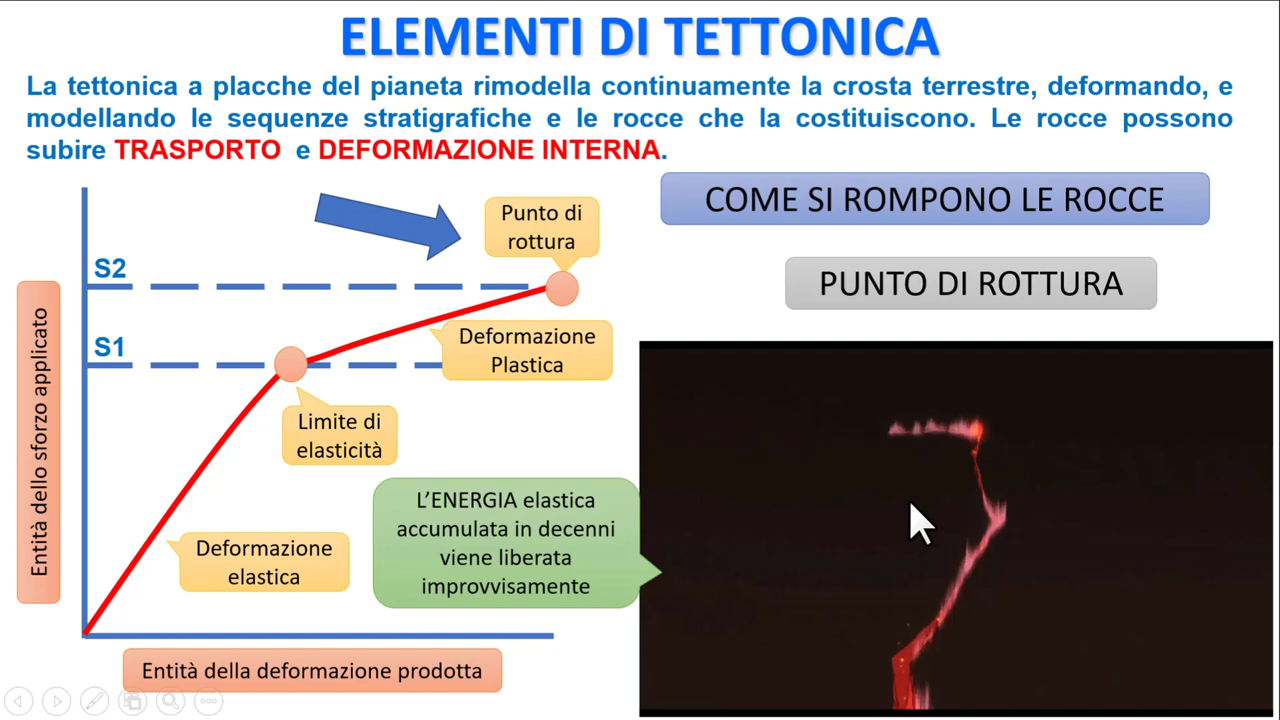 ELEMENTI DI TETTONICA
La tettonica a placche del pianeta rimodella continuamente la crosta terrestre, deformando, e
modellando le sequenze stratigrafiche e le rocce che la costituiscono. Le rocce possono
subire TRASPORTO e DEFORMAZIONE INTERNA.
COME SI ROMPONO LE ROCCE
PUNTO DI ROTTURA
Punto di
rottura
S2
S1
Deformazione
Plastica
Limite di
elasticità
Entità dello sforzo applicato
L'ENERGIA elastica
accumulata in decenni
viene liberata
improvvisamente
Deformazione
elastica
Entità della deformazione prodotta